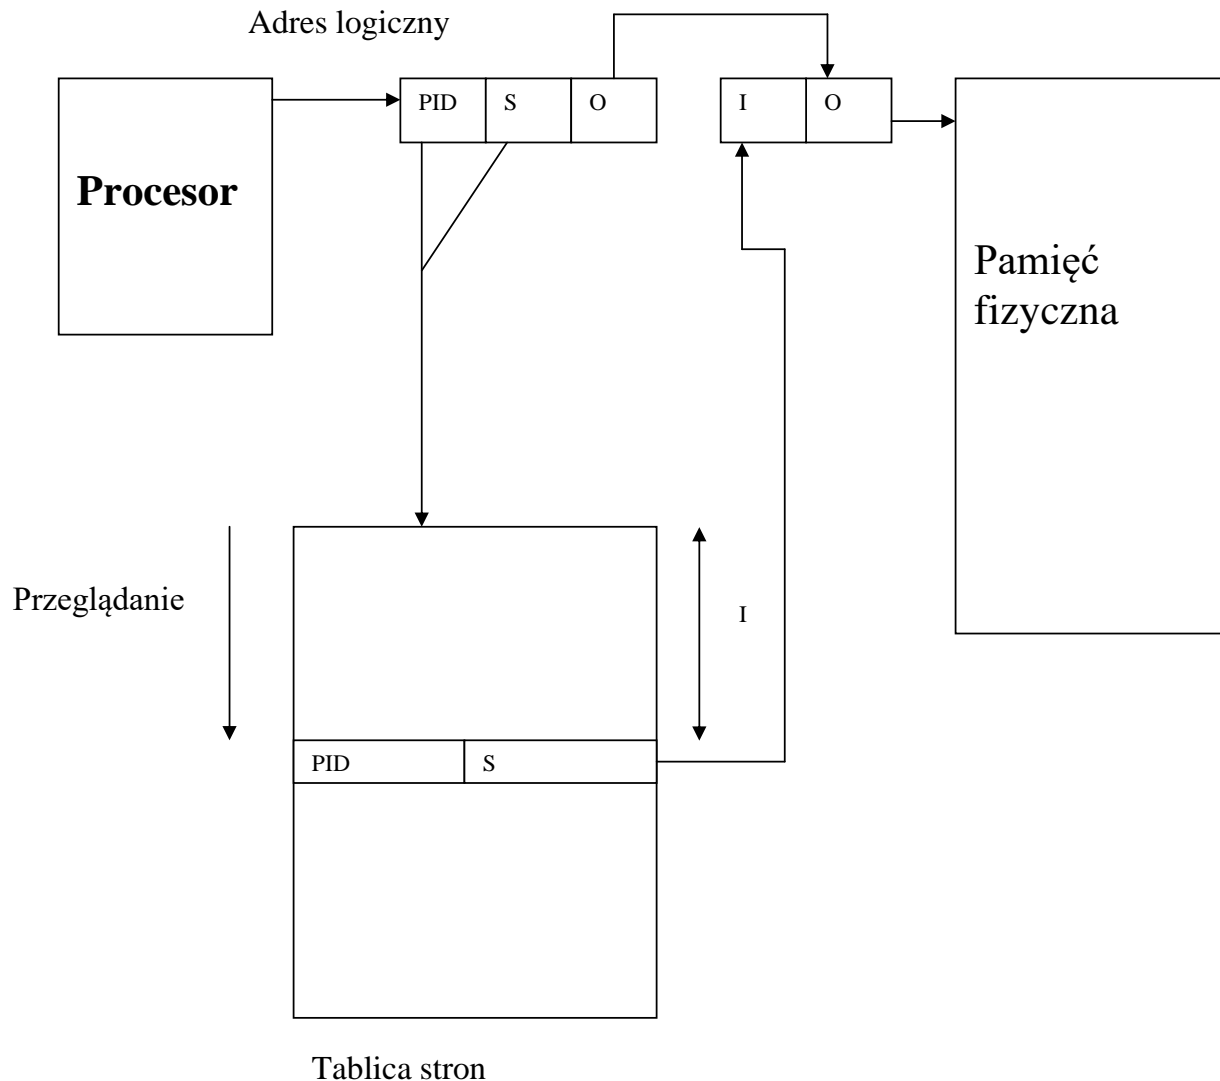 Adres logiczny
PID S O
I O
Procesor
Pamięć
fizyczna
Przeglądanie
I
PID S
Tablica stron